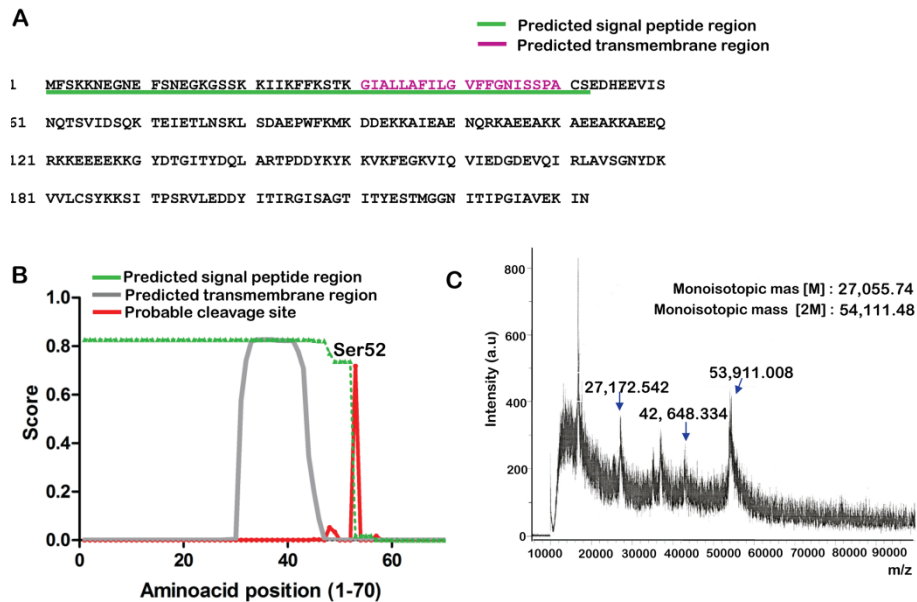 A
Predicted signal peptide region
Predicted transmembrane region
1 MFSKKNEGNE FSNEGKGSSK KIIKFFKSTK GIALLAFILG VFFGNISSPA CSEDHEEVIS
61 NQTSVIDSQK TEIETLNSKL SDAEPWFKMK DDEKKAIEAE NQRKAEEAKK AEEAKKAEEQ
121 RKKEEEEKKG YDTGITYDQL ARTPDDYKYK KVKFEGKVIQ VIEDGDEVQI RLAVSGNYDK
181 VVLCSYKKSI TPSRVLEDDY ITIRGISAGT ITYESTMGGN ITIPGIAVEK IN
B
Predicted signal peptide region
Predicted transmembrane region
Probable cleavage site
1.0
0.8
0.6
0.4
0.2
0.0
Score
Ser52
0 20 40 60
Aminoacid position (1-70)
C
Monoisotopic mas [M] : 27,055.74
Monoisotopic mass [2M] : 54,111.48
800
600
400
200
0
Intensity (a.u)
27,172.542
42, 648.334
53,911.008
10000 20000 30000 40000 50000 60000 70000 80000 90000
m/z